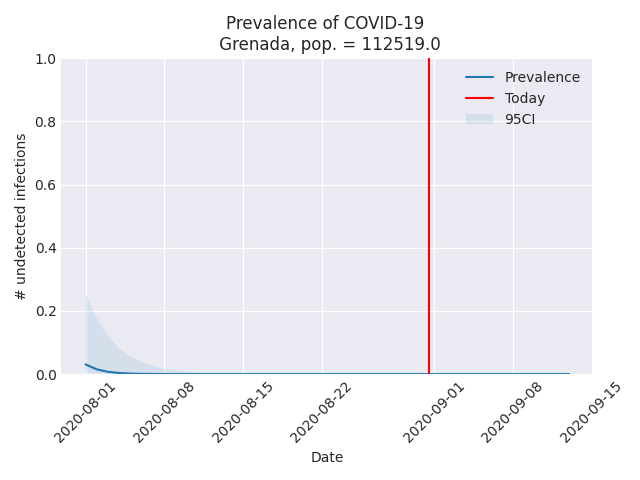 Prevalence of COVID-19
Grenada, pop. = 112519.0
1.0
0.8
0.6
0.4
0.2
0.0
# undetected infections
Prevalence
Today
95CI
2020-08-01
2020-08-08
2020-08-15
2020-08-22
2020-09-01
2020-09-08
2020-09-15
Date